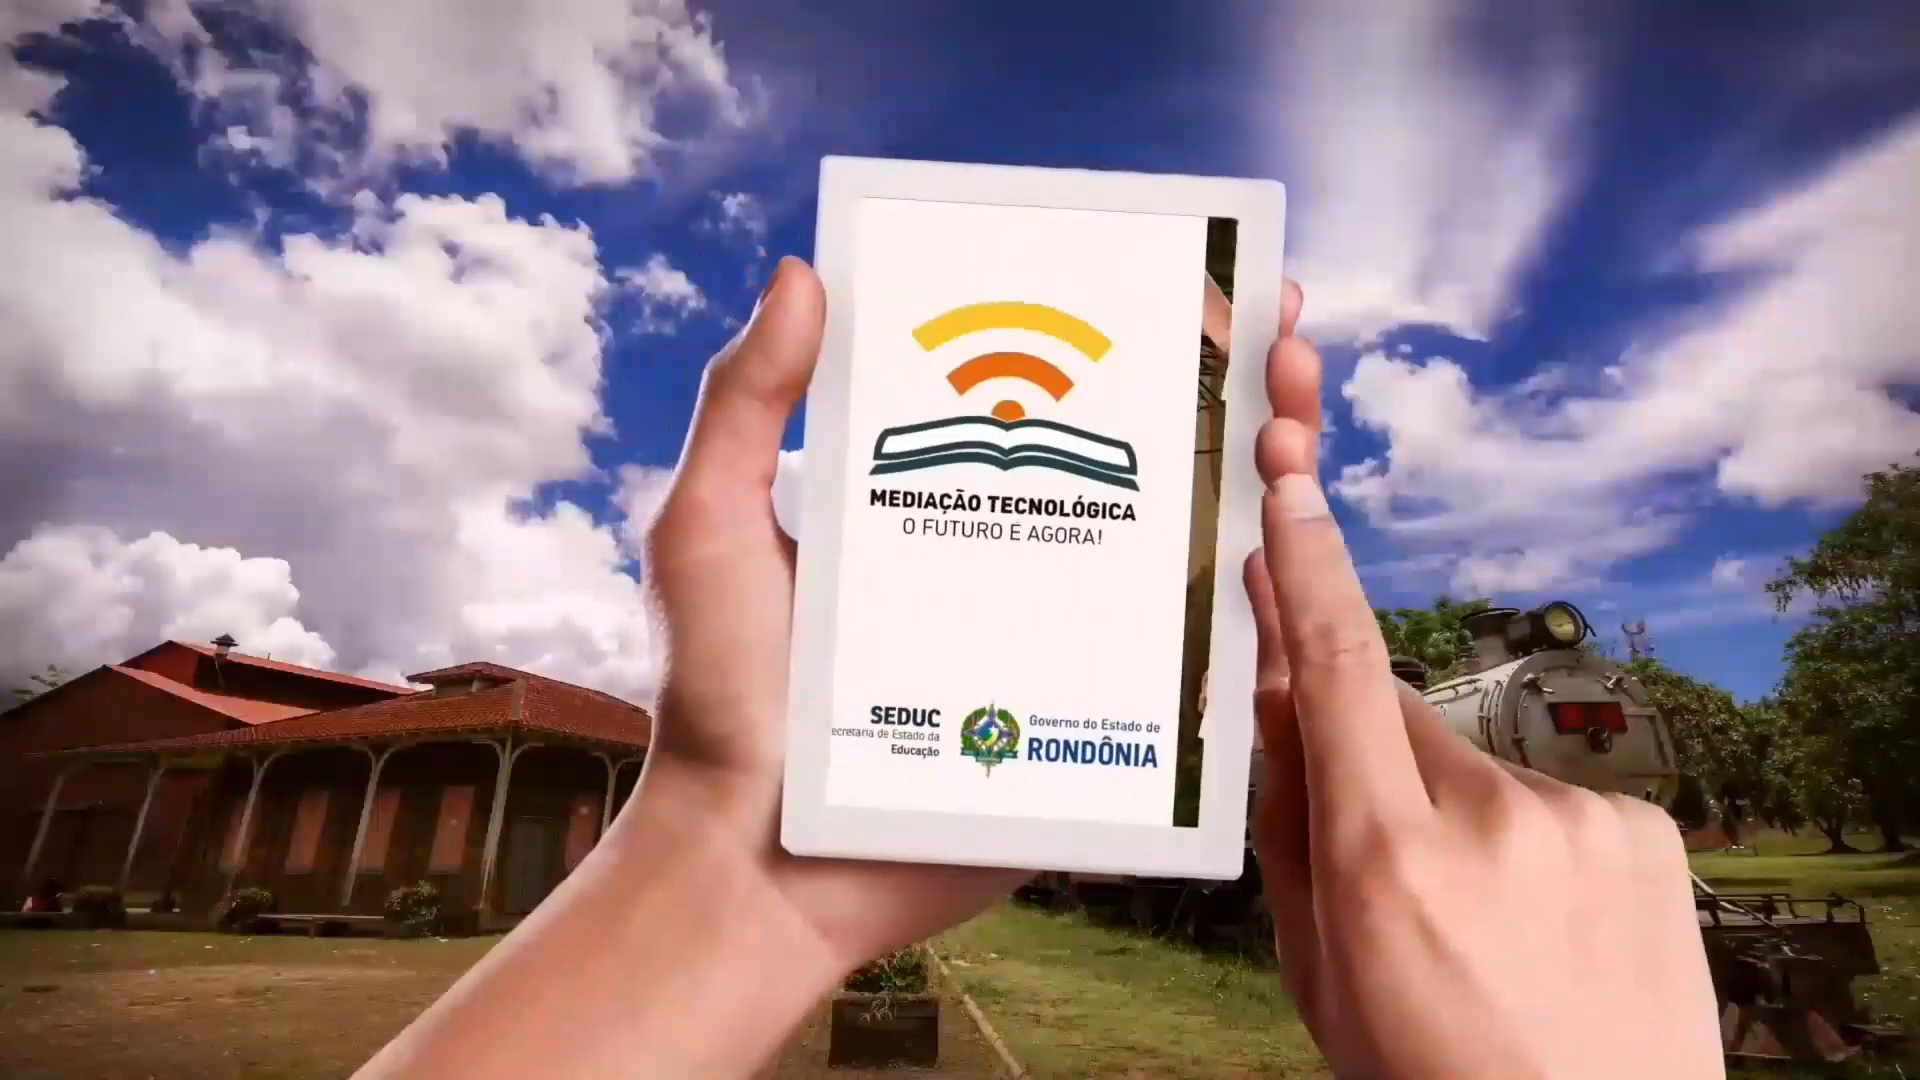 MEDIAÇÃO TECNOLÓGICA
O FUTURO É AGORA!
SEDUC
ecretaria de Estado da
Educação
Governo do Estado de
RONDÔNIA